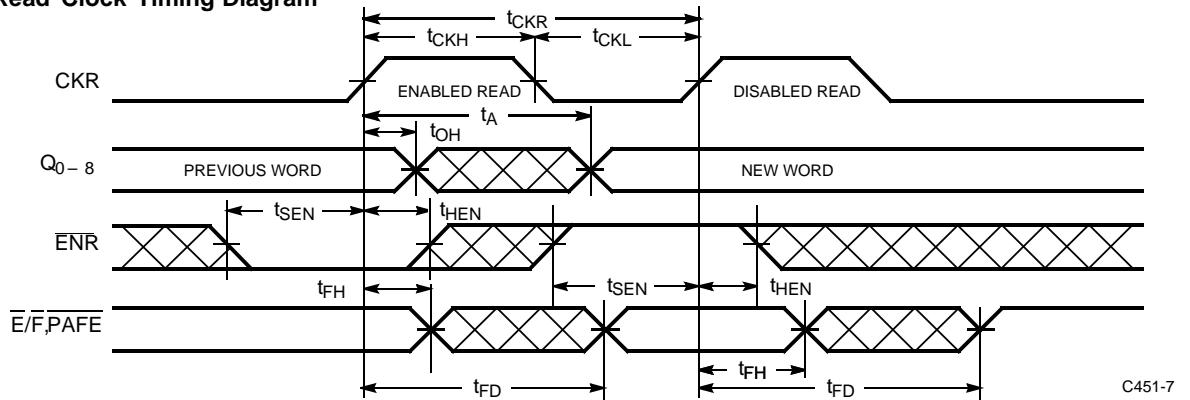 Read Clock Timing Diagram
tCKR
tCKH
tCKL
CKR
ENABLED READ
DISABLED READ
tA
tOH
Q0 – 8
PREVIOUS WORD
NEW WORD
tSEN
tHEN
ENR
tFH
tSEN
tHEN
E/F,PAFE
tFH
tFD
tFD
C451-7